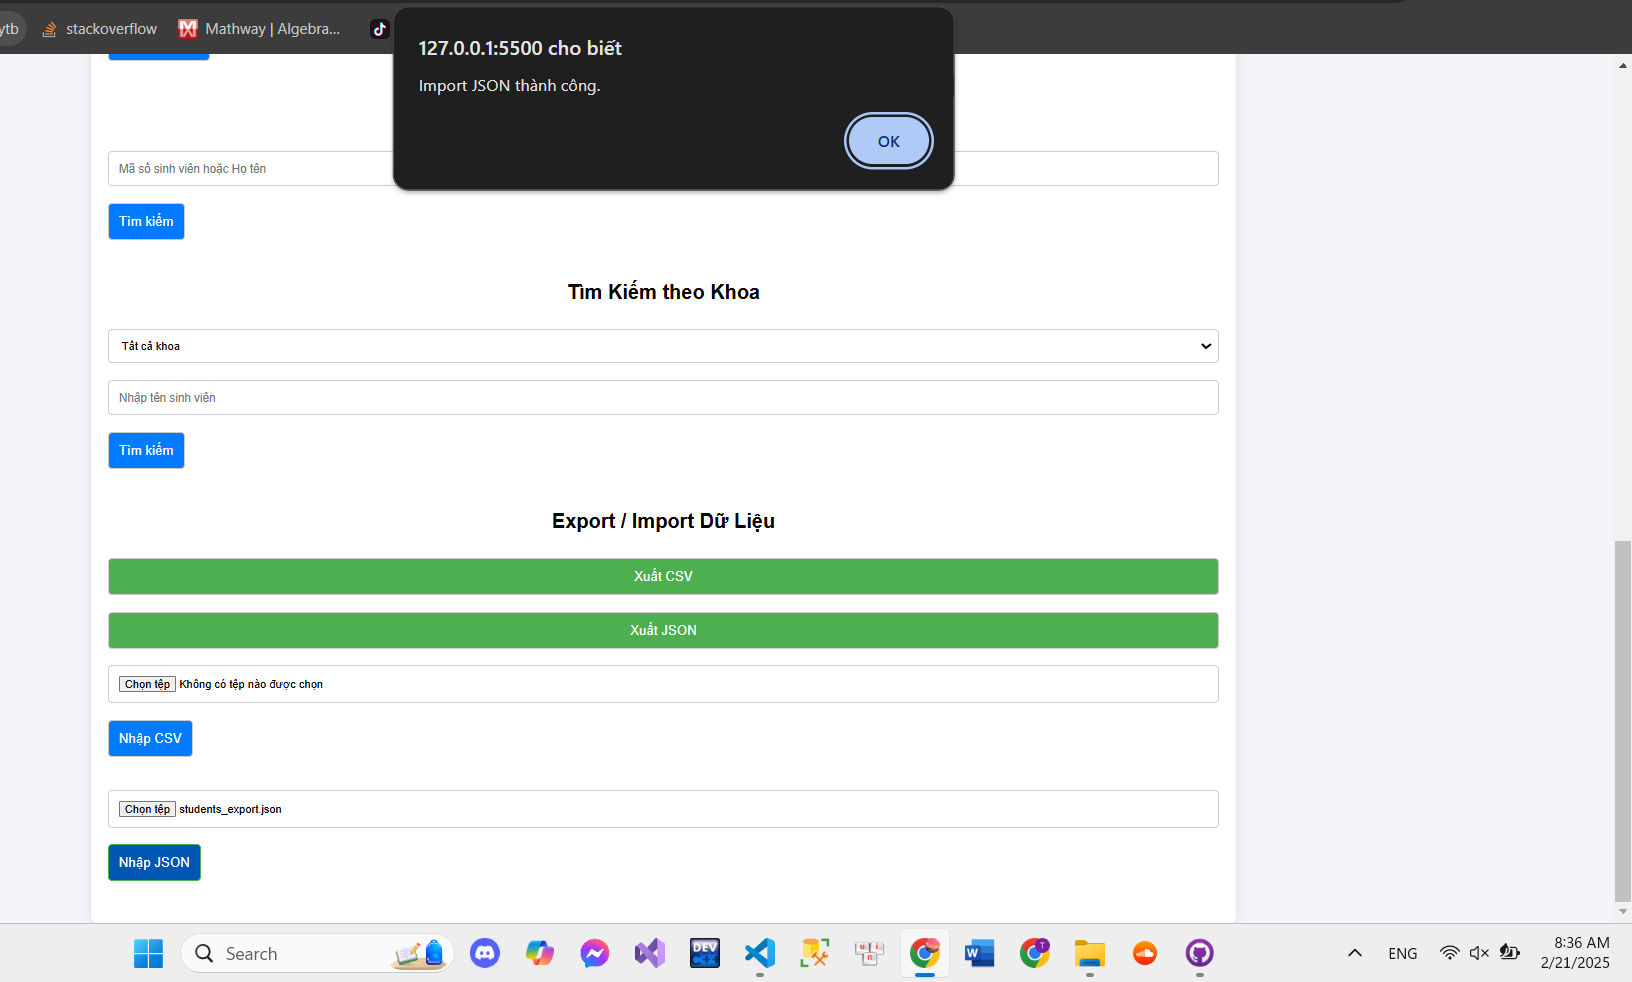 ytb
stackoverflow
Mathway | Algebra...
127.0.0.1:5500 cho biết
Import JSON thành công.
OK
Mã số sinh viên hoặc Họ tên
Tìm kiếm
Tìm Kiếm theo Khoa
Tất cả khoa
Nhập tên sinh viên
Tìm kiếm
Export / Import Dữ Liệu
Xuất CSV
Xuất JSON
Chọn tệp Không có tệp nào được chọn
Nhập CSV
Chọn tệp students_export.json
Nhập JSON
Search
DEV
C++
W
T
ENG
8:36 AM
2/21/2025